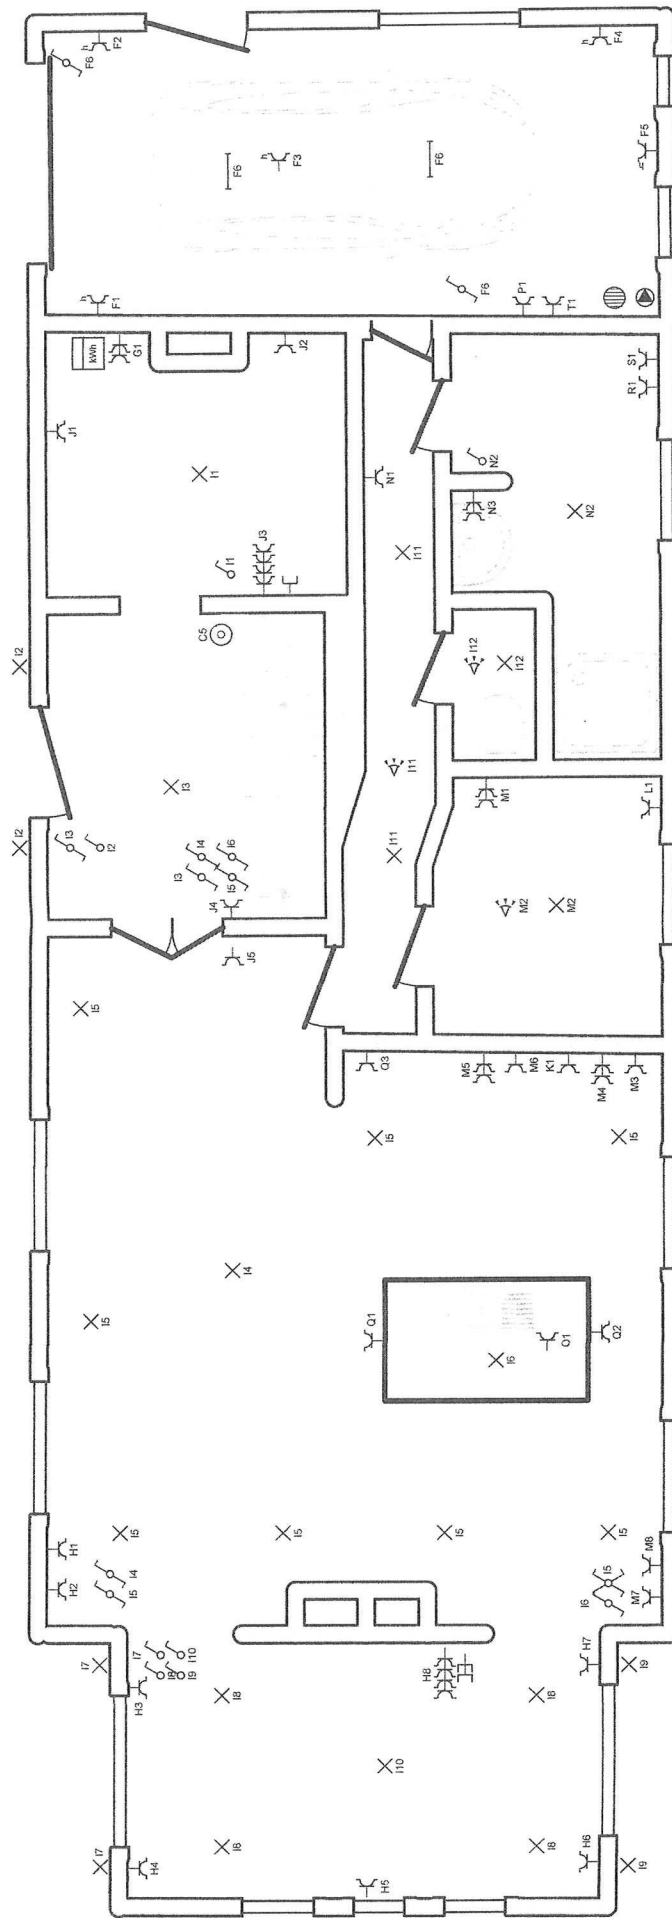 h
F2
h
F4
F6
h
F5
F6
h
F3
F6
h
F1
F6
P1
T1
kWh
G1
J2
S1
R1
J1
I1
N1
N2
N3
N2
I1
J3
I11
C5
I2
I12
I12
I3
I11
M1
L1
I2
I3
I2
I4
I6
I3
I5
I11
J4
M2
M2
J5
I5
Q3
M5
M6
K1
M4
M3
I5
I5
I4
I5
Q1
I6
O1
Q2
I5
I5
I5
I5
H1
H2
I4
I5
I6
I5
M8
M7
I7
I7
I10
I8
I9
H8
H7
I9
H3
I8
I8
I10
I7
H4
I8
I8
H6
I9
H5